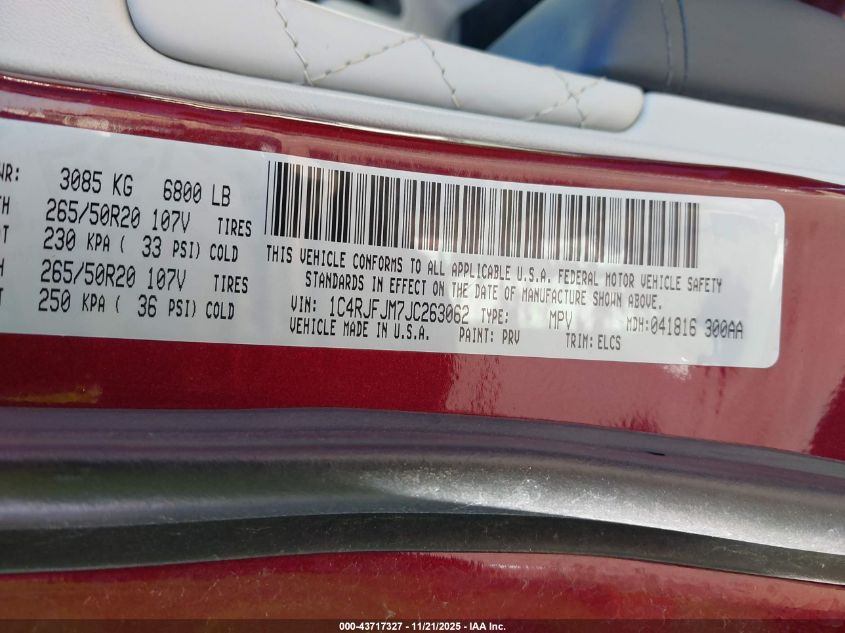 WR: 3085 KG 6800 LB
TH 265/50R20 107V TIRES
OT 230 KPA ( 33 PSI) COLD
H 265/50R20 107V TIRES
T 250 KPA ( 36 PSI) COLD
THIS VEHICLE CONFORMS TO ALL APPLICABLE U.S.A. FEDERAL MOTOR VEHICLE SAFETY
STANDARDS IN EFFECT ON THE DATE OF MANUFACTURE SHOWN ABOVE.
VIN: 1C4RJFJM7JC263062 TYPE: MPV MDH:041816 300AA
VEHICLE MADE IN U.S.A. PAINT: PRV TRIM: ELCS
000-43717327 - 11/21/2025 - IAA Inc.